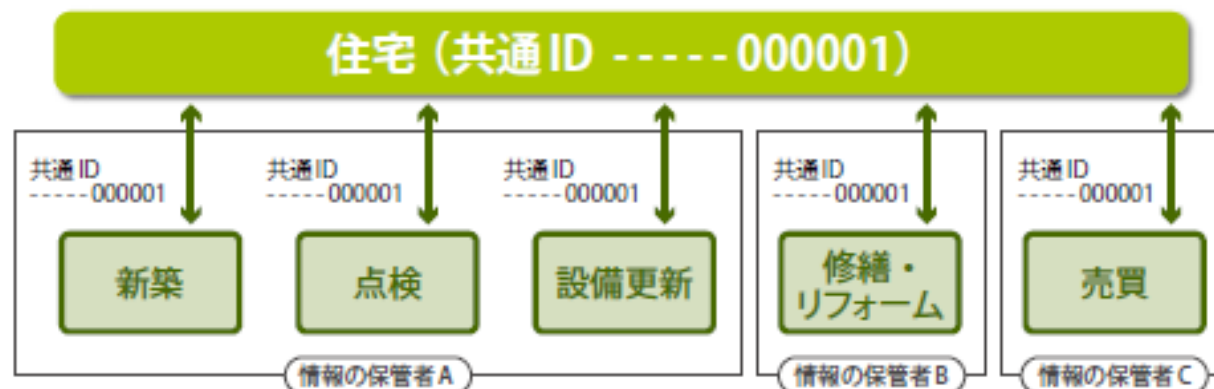 住宅（共通ID -----000001）
共通ID
-----000001
共通ID
-----000001
共通ID
-----000001
共通ID
-----000001
共通ID
-----000001
新築
点検
設備更新
修繕・
リフォーム
売買
情報の保管者A
情報の保管者B
情報の保管者C